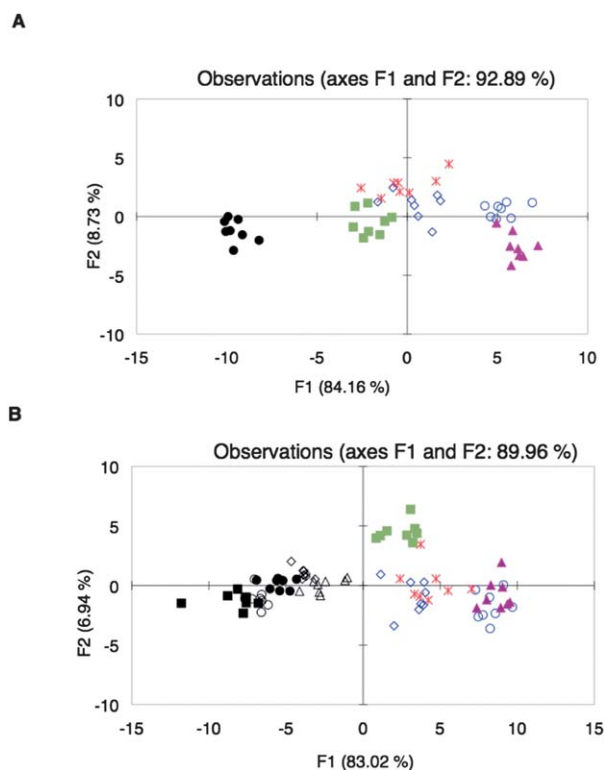 A
Observations (axes F1 and F2: 92.89 %)
10
5
0
-5
-10
F2 (8.73 %)
-15
-10
-5
0
5
10
F1 (84.16 %)
B
Observations (axes F1 and F2: 89.96 %)
10
5
0
-5
-10
F2 (6.94 %)
-15
-10
-5
0
5
10
15
F1 (83.02 %)